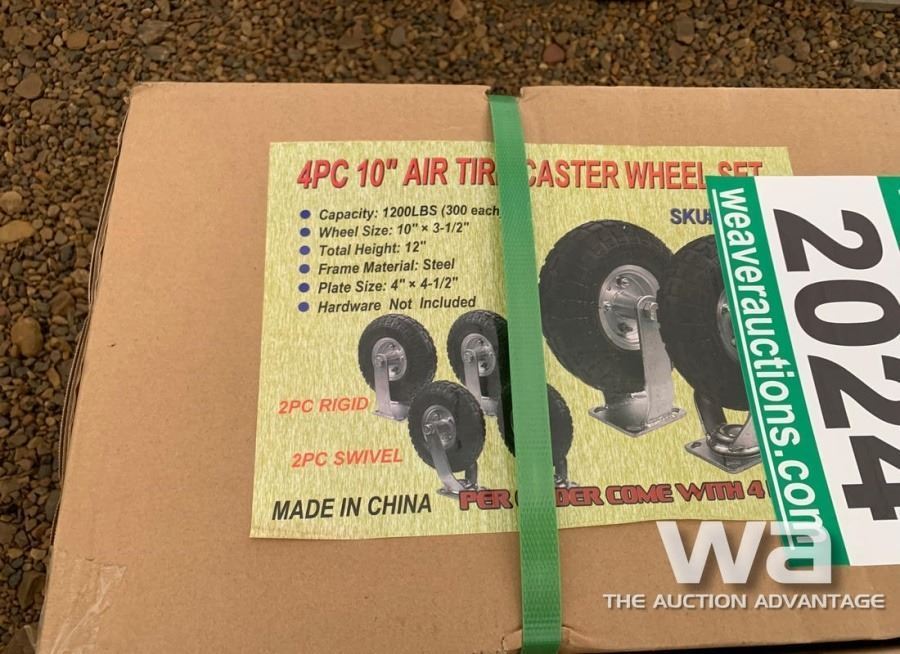 4PC 10" AIR TIRE CASTER WHEEL SET
SKU
Capacity: 1200LBS (300 each
Wheel Size: 10" × 3-1/2"
Total Height: 12"
Frame Material: Steel
Plate Size: 4" × 4-1/2"
Hardware Not Included
2PC RIGID
2PC SWIVEL
MADE IN CHINA
PER ORDER COME WITH 4
weaverauctions.com
2024
wa
THE AUCTION ADVANTAGE